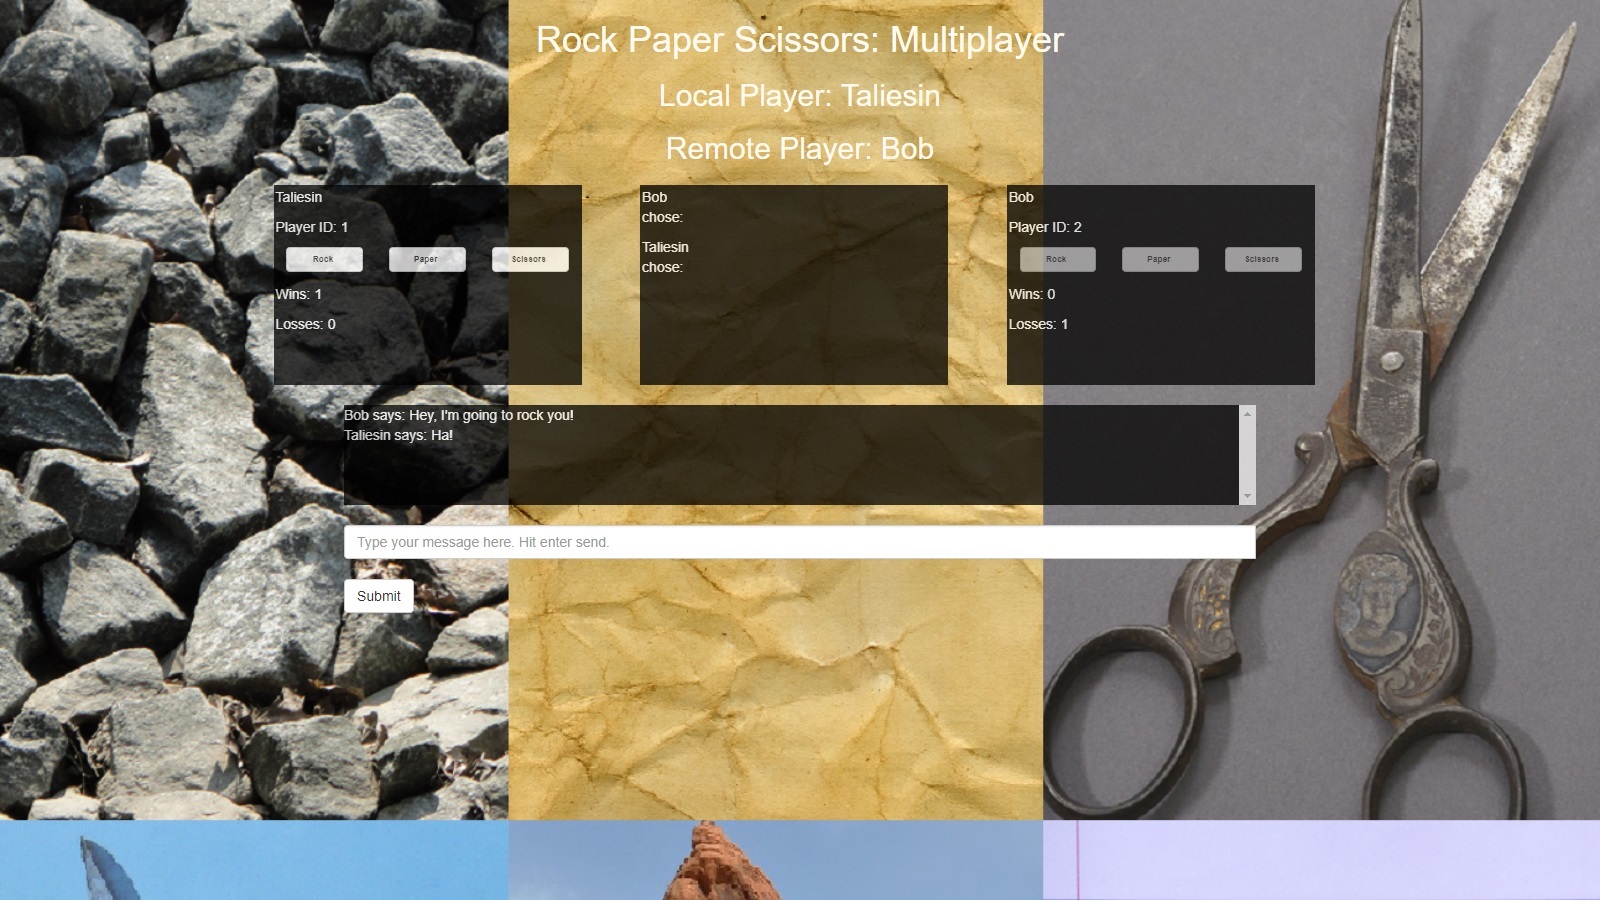 Rock Paper Scissors: Multiplayer
Local Player: Taliesin
Remote Player: Bob
Taliesin
Player ID: 1
Rock
Paper
Scissors
Wins: 1
Losses: 0
Bob
chose:
Taliesin
chose:
Bob
Player ID: 2
Rock
Paper
Scissors
Wins: 0
Losses: 1
Bob says: Hey, I'm going to rock you!
Taliesin says: Ha!
Type your message here. Hit enter send.
Submit